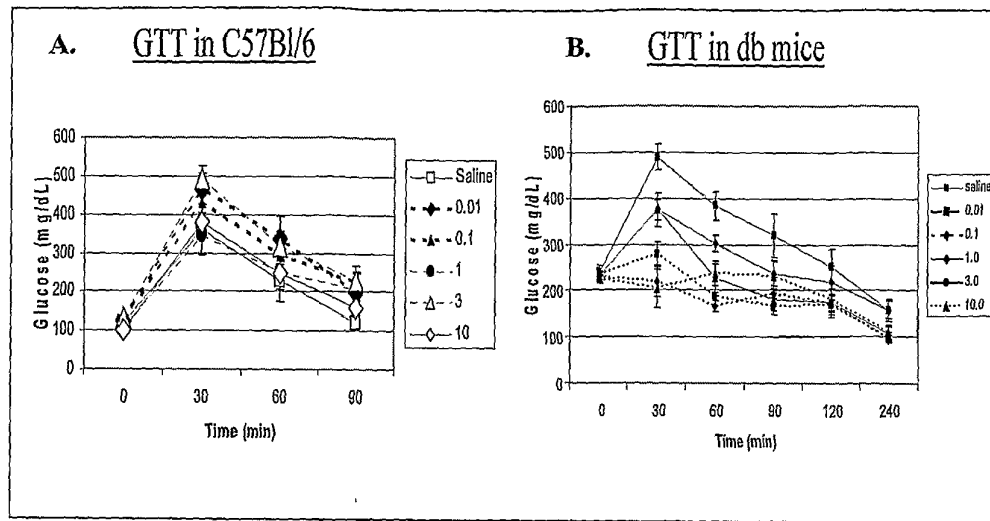 A. GTT in C57Bl/6
Glucose (mg/dL)
600
500
400
300
200
100
0
0 30 60 90
Time (min)
Saline
0.01
0.1
1
3
10
B. GTT in db mice
Glucose (mg/dL)
600
500
400
300
200
100
0
0 30 60 90 120 240
Time (min)
saline
0.01
0.1
1.0
3.0
10.0